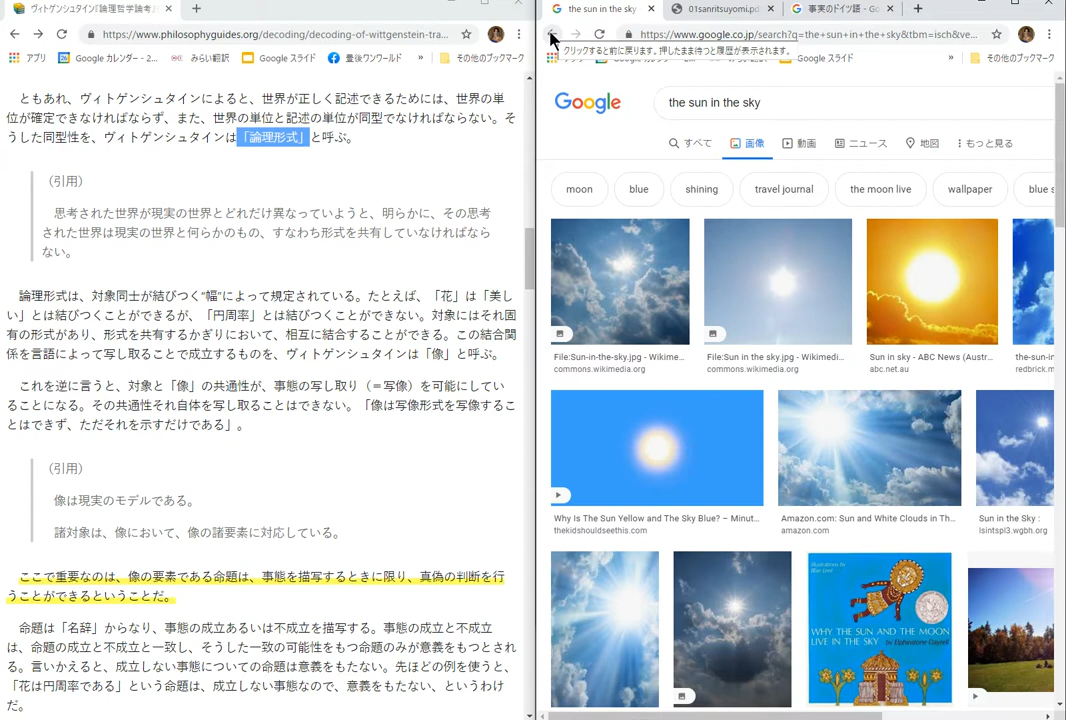 ヴィトゲンシュタイン『論理哲学論考』
https://www.philosophyguides.org/decoding/decoding-of-wittgenstein-tra...
アプリ
Google カレンダー - 2...
みらい翻訳
Google スライド
豊後オンワールド
»
その他のブックマーク
ともあれ、ヴィトゲンシュタインによると、世界が正しく記述できるためには、世界の単
位が確定できなければならず、また、世界の単位と記述の単位が同型でなければならない。そ
うした同型性を、ヴィトゲンシュタインは「論理形式」と呼ぶ。
（引用）
思考された世界が現実の世界とどれだけ異なっていようと、明らかに、その思考
された世界は現実の世界と何らかのもの、すなわち形式を共有していなければなら
ない。
論理形式は、対象同士が結びつく“幅”によって規定されている。たとえば、「花」は「美し
い」とは結びつくことができるが、「円周率」とは結びつくことができない。対象にはそれ固
有の形式があり、形式を共有するかぎりにおいて、相互に結合することができる。この結合関
係を言語によって写し取ることで成立するものを、ヴィトゲンシュタインは「像」と呼ぶ。
これを逆に言うと、対象と「像」の共通性が、事態の写し取り（＝写像）を可能にしてい
ることになる。その共通性それ自体を写し取ることはできない。「像は写像形式を写像するこ
とはできず、ただそれを示すだけである」。
（引用）
像は現実のモデルである。
諸対象は、像において、像の諸要素に対応している。
ここで重要なのは、像の要素である命題は、事態を描写するときに限り、真偽の判断を行
うことができるということだ。
命題は「名辞」からなり、事態の成立あるいは不成立を描写する。事態の成立と不成立
は、命題の成立と不成立と一致し、そうした一致の可能性をもつ命題のみが意義をもつとされ
る。言いかえると、成立しない事態についての命題は意義をもたない。先ほどの例を使うと、
「花は円周率である」という命題は、成立しない事態なので、意義をもたない、というわけ
だ。
the sun in the sky
01sanritsuyomi.pd
事実のドイツ語 - Go
https://www.google.co.jp/search?q=the+sun+in+the+sky&tbm=isch&ve...
クリックすると前に戻ります。押したまま待つと履歴が表示されます。
Google スライド
»
その他のブックマーク
Google
the sun in the sky
すべて
画像
動画
ニュース
地図
もっと見る
moon
blue
shining
travel journal
the moon live
wallpaper
blue s
File:Sun-in-the-sky.jpg - Wikime...
commons.wikimedia.org
File:Sun in the sky.jpg - Wikimedi...
commons.wikimedia.org
Sun in sky - ABC News (Austr...
abc.net.au
the-sun-i
redbrick.m
Why Is The Sun Yellow and The Sky Blue? – Minut...
thekidshouldseethis.com
Amazon.com: Sun and White Clouds in Th...
amazon.com
Sun in the Sky :
lsintspl3.wgbh.org
WHY THE SUN AND THE MOON
LIVE IN THE SKY